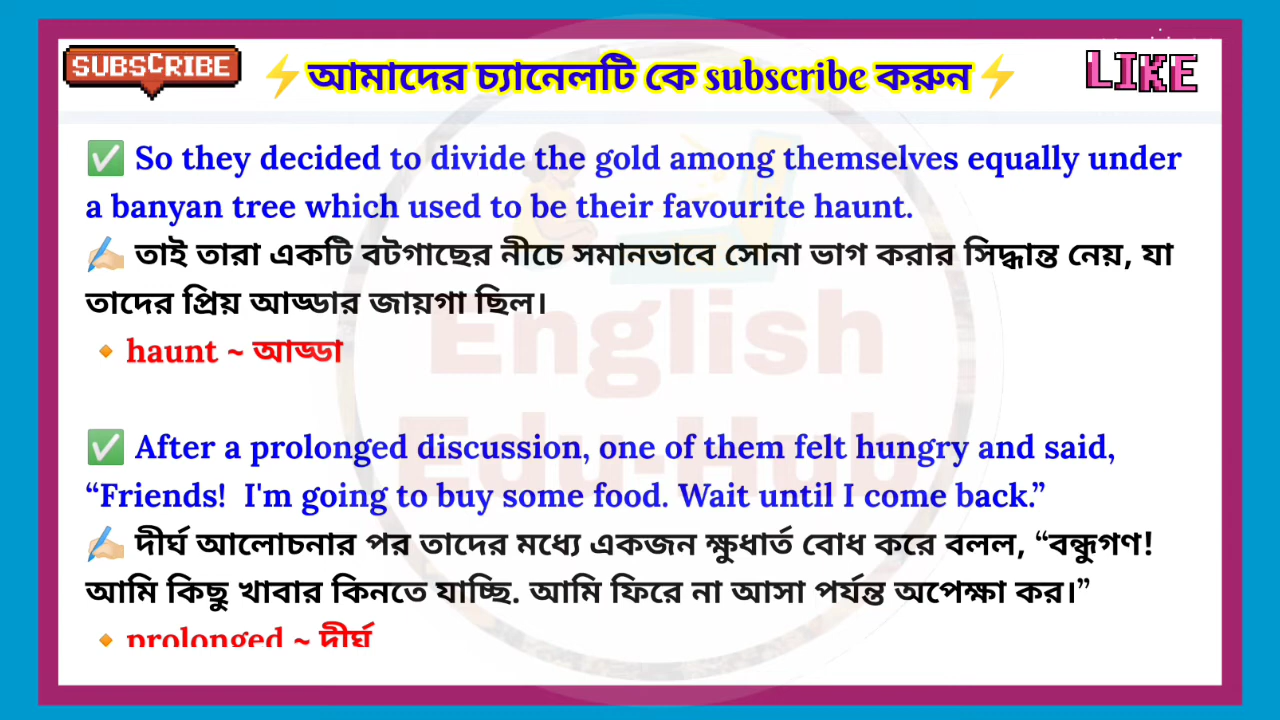 SUBSCRIBE
⚡আমাদের চ্যানেলটি কে subscribe করুন⚡
LIKE
✅ So they decided to divide the gold among themselves equally under
a banyan tree which used to be their favourite haunt.
✍🏻 তাই তারা একটি বটগাছের নীচে সমানভাবে সোনা ভাগ করার সিদ্ধান্ত নেয়, যা
তাদের প্রিয় আড্ডার জায়গা ছিল।
🔸haunt ~ আড্ডা
✅ After a prolonged discussion, one of them felt hungry and said,
“Friends!  I'm going to buy some food. Wait until I come back.”
✍🏻 দীর্ঘ আলোচনার পর তাদের মধ্যে একজন ক্ষুধার্ত বোধ করে বলল, “বন্ধুগণ!
আমি কিছু খাবার কিনতে যাচ্ছি. আমি ফিরে না আসা পর্যন্ত অপেক্ষা কর।”
🔸prolonged ~ দীর্ঘ
English
Edu-Hub